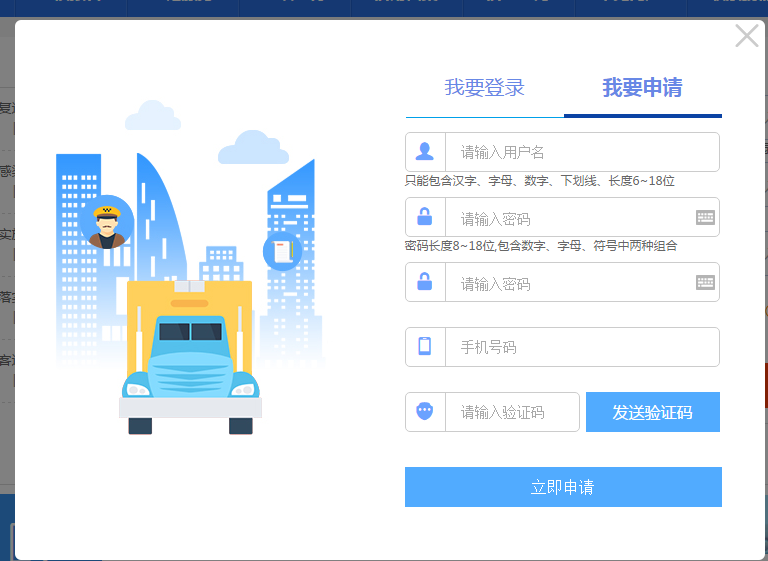 我要登录
我要申请
请输入用户名
只能包含汉字、字母、数字、下划线、长度6~18位
请输入密码
密码长度8~18位,包含数字、字母、符号中两种组合
请输入密码
手机号码
请输入验证码
发送验证码
立即申请